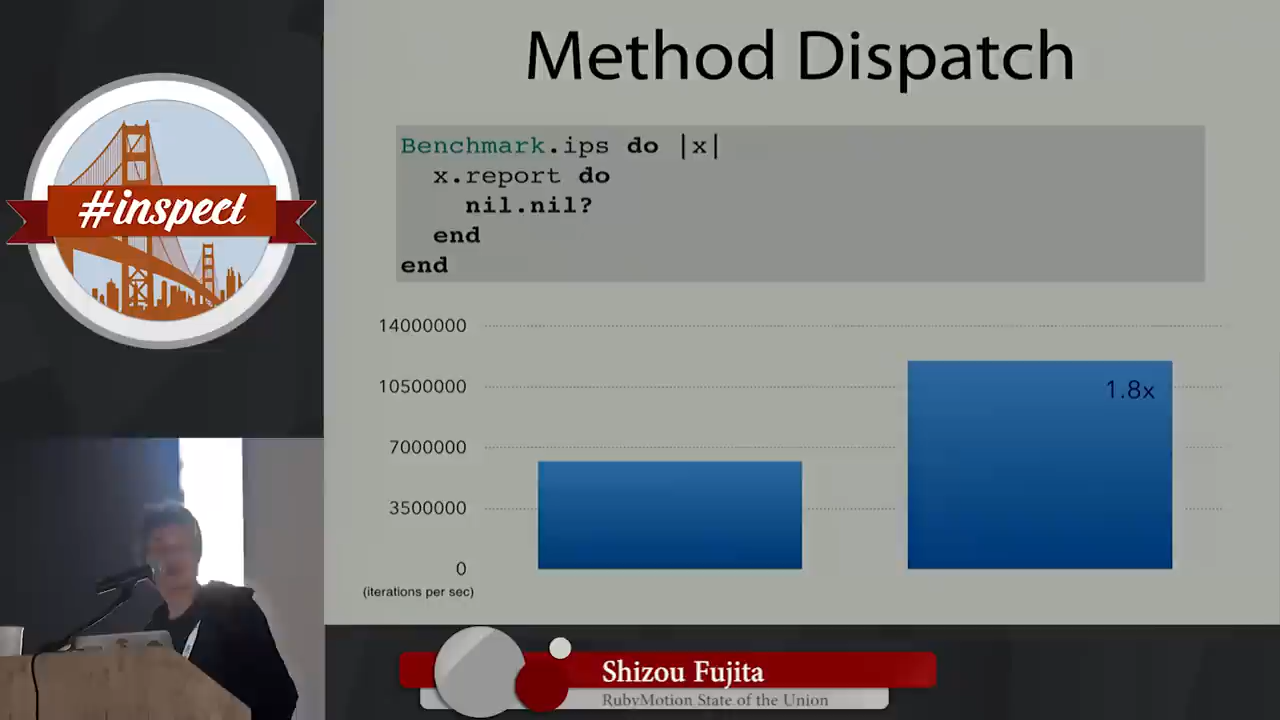 Method Dispatch
Benchmark.ips do |x|
  x.report do
    nil.nil?
  end
end
#inspect
14000000
10500000
1.8x
7000000
3500000
0
(iterations per sec)
Shizou Fujita
RubyMotion State of the Union